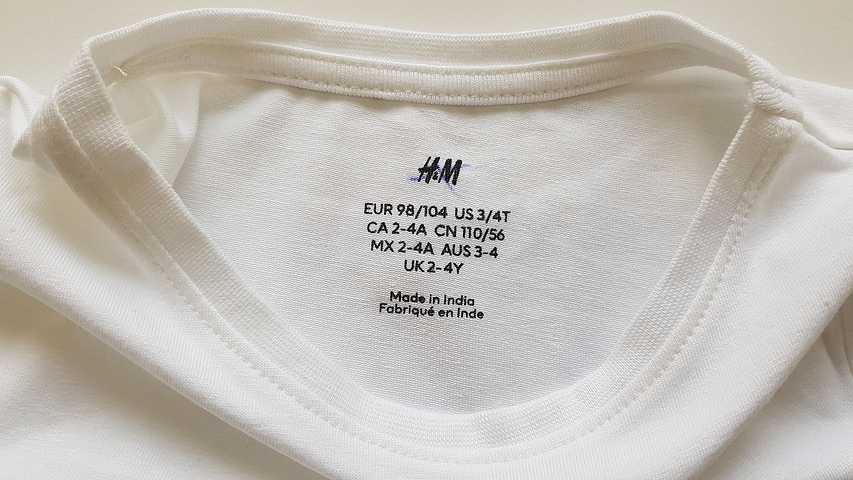 H&M
EUR 98/104 US 3/4T
CA 2-4A CN 110/56
MX 2-4A AUS 3-4
UK 2-4Y
Made in India
Fabriqué en Inde